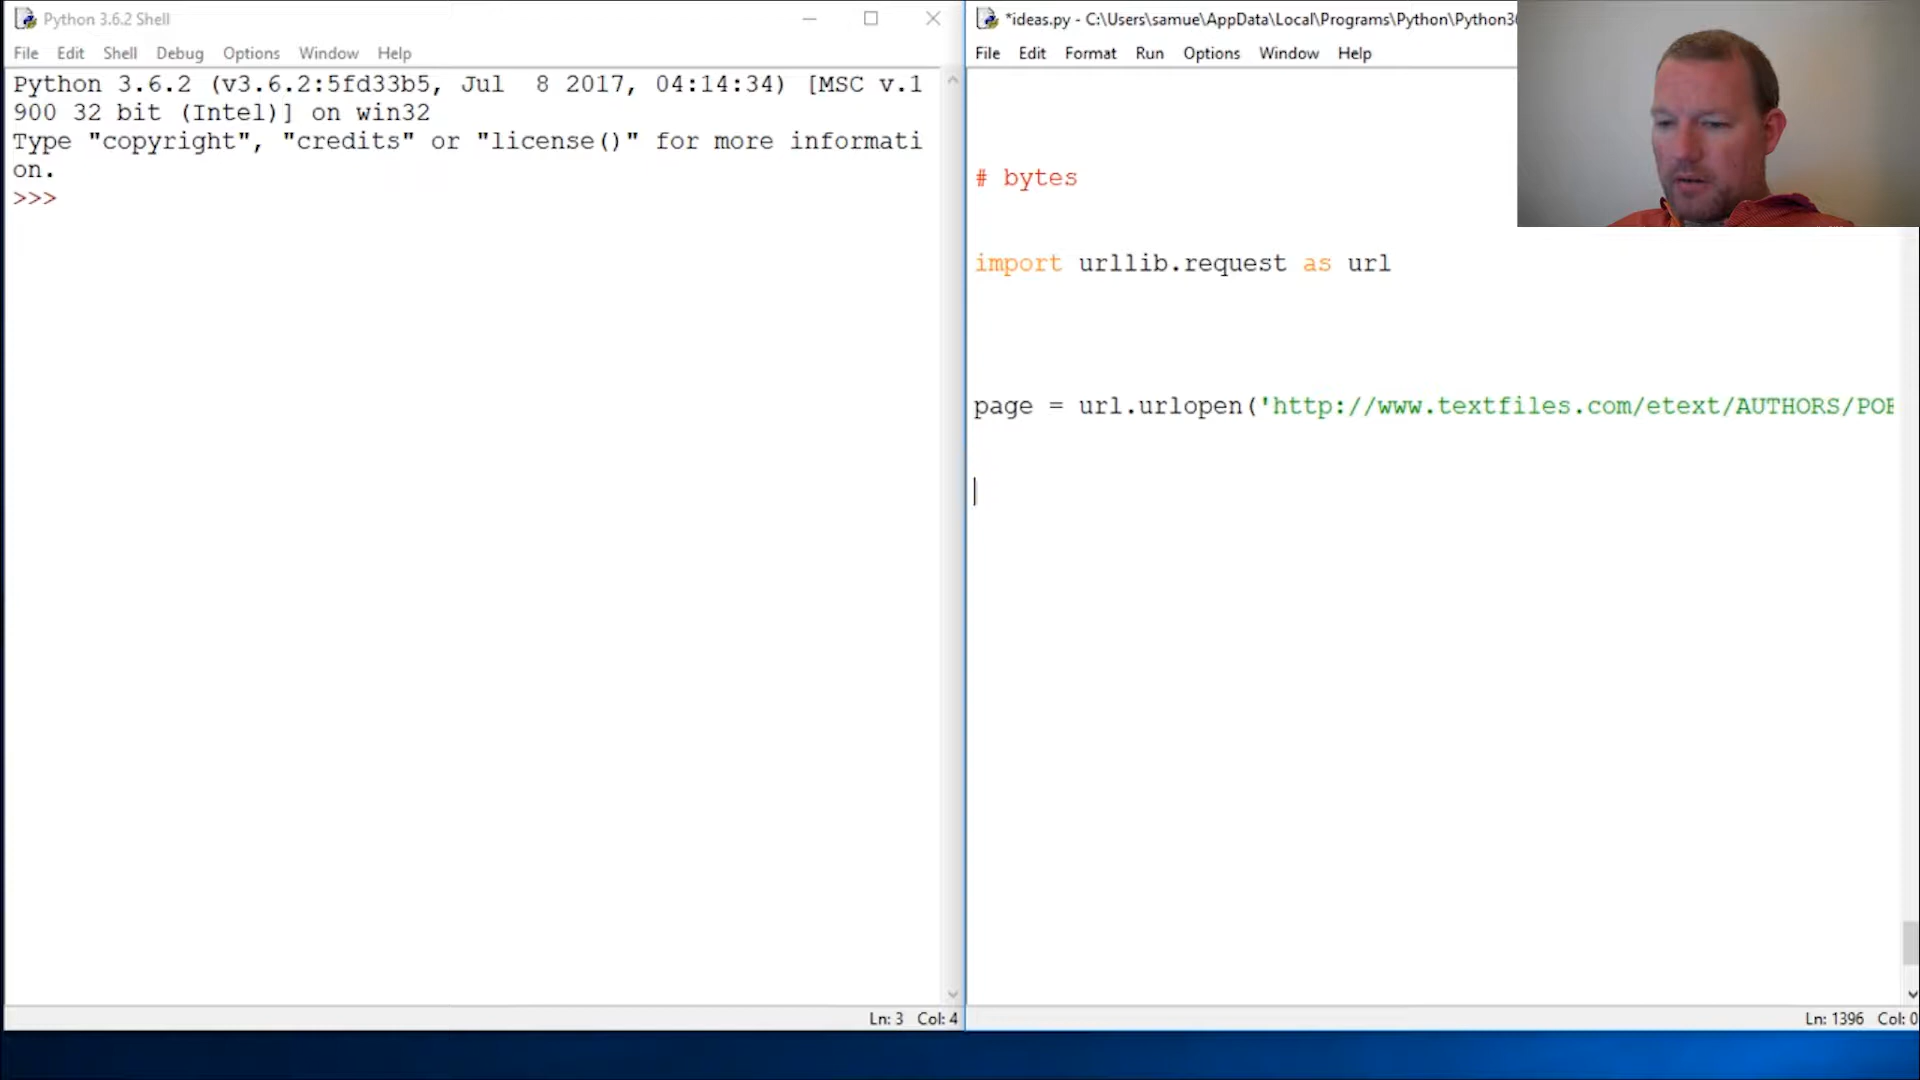 Python 3.6.2 Shell
File Edit Shell Debug Options Window Help
Python 3.6.2 (v3.6.2:5fd33b5, Jul  8 2017, 04:14:34) [MSC v.1
900 32 bit (Intel)] on win32
Type "copyright", "credits" or "license()" for more informati
on.
>>>
Ln: 3 Col: 4
*ideas.py - C:\Users\samue\AppData\Local\Programs\Python\Python3
File Edit Format Run Options Window Help
# bytes
import urllib.request as url
page = url.urlopen('http://www.textfiles.com/etext/AUTHORS/POE
Ln: 1396 Col: 0